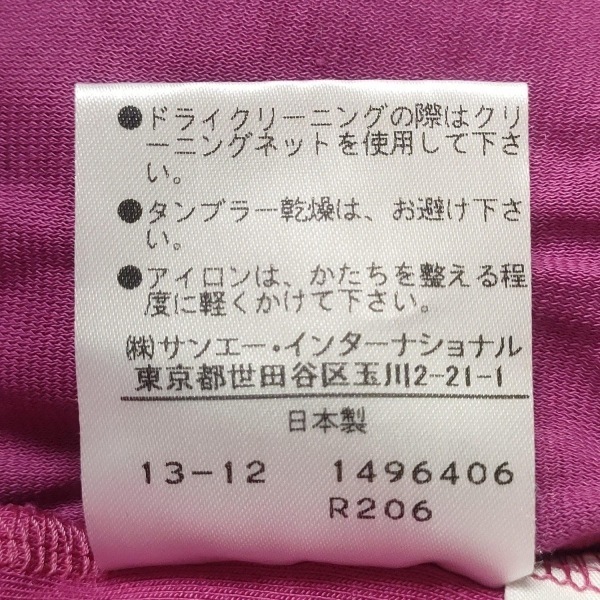 ●ドライクリーニングの際はクリ
ーニングネットを使用して下さ
い。
●タンブラー乾燥は、お避け下さ
い。
●アイロンは、かたちを整える程
度に軽くかけて下さい。
㈱サンエー・インターナショナル
東京都世田谷区玉川2-21-1
日本製
13-12 1496406
R206